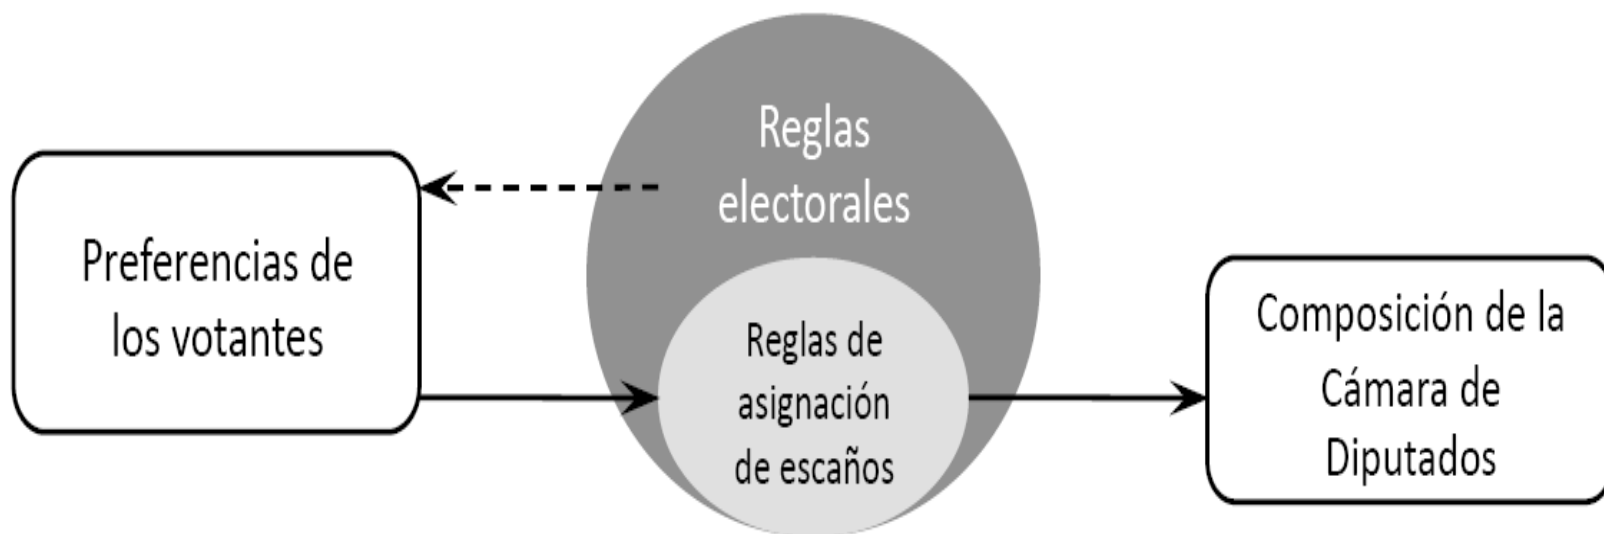 Preferencias de
los votantes
Reglas
electorales
Reglas de
asignación
de escaños
Composición de la
Cámara de
Diputados